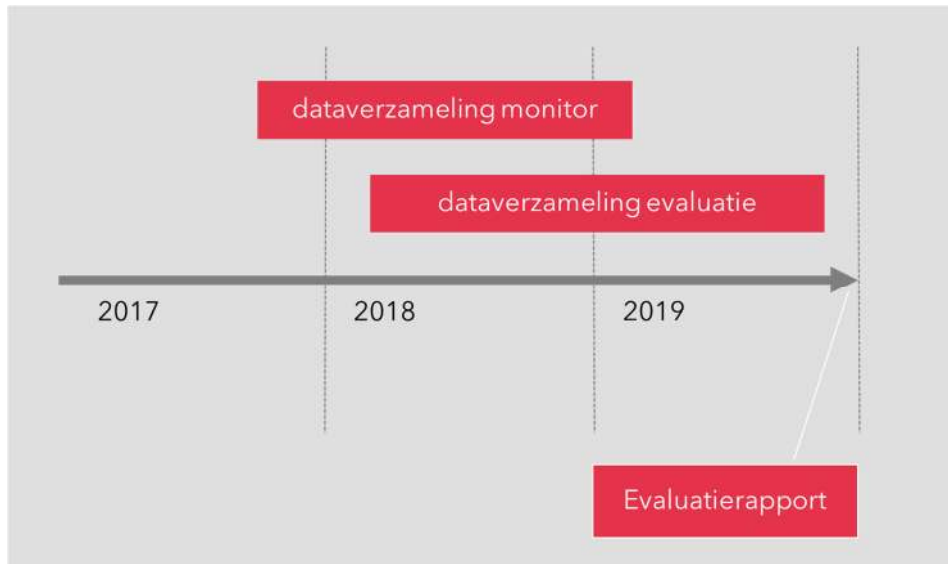 dataverzameling monitor
dataverzameling evaluatie
2017 2018 2019
Evaluatierapport